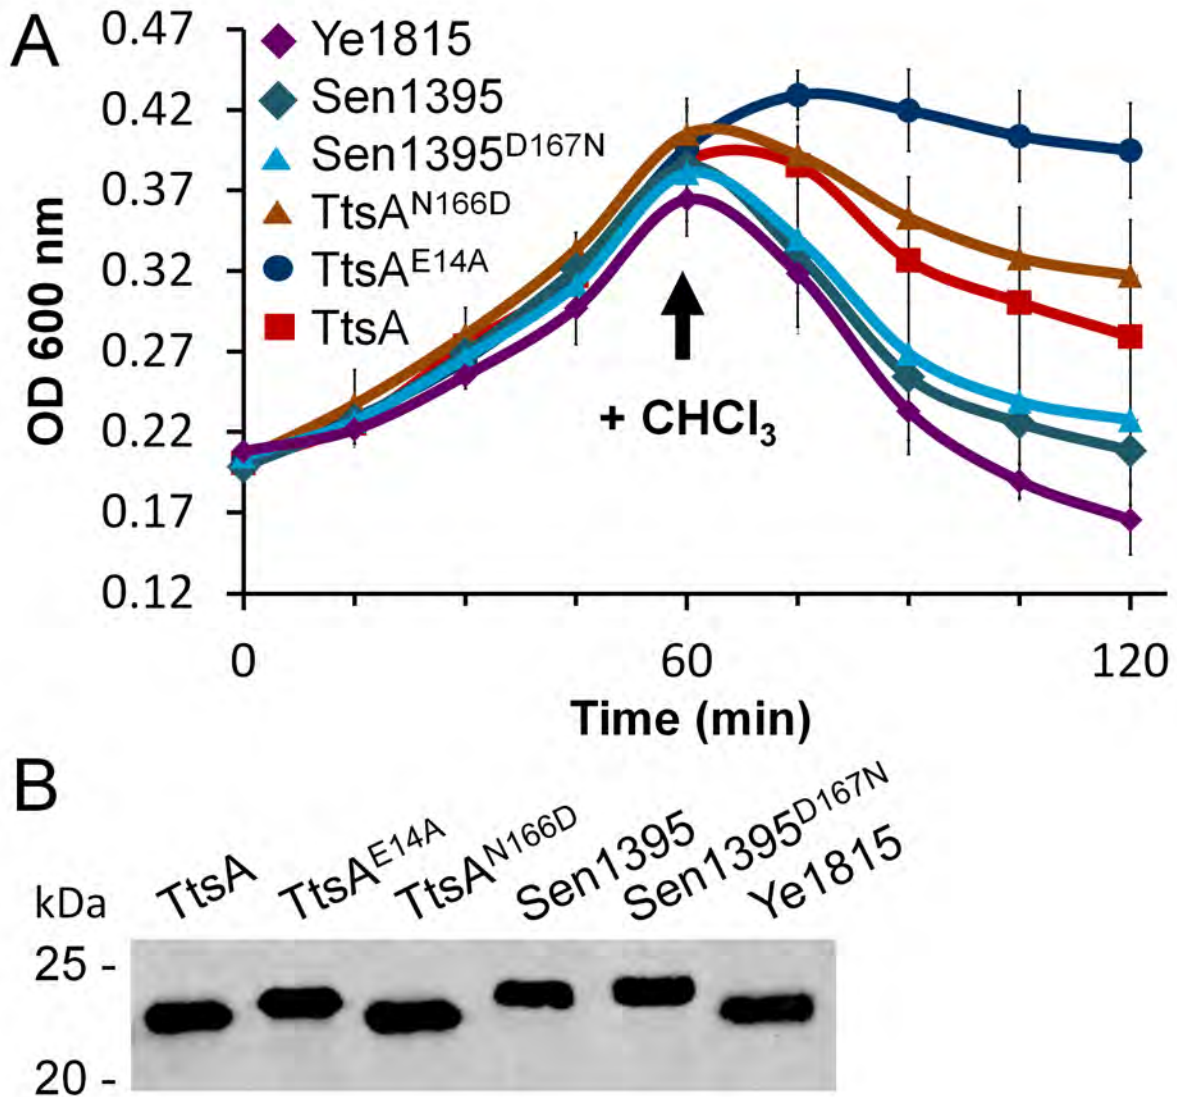 A
0.47
0.42
0.37
0.32
0.27
0.22
0.17
0.12
OD 600 nm
Ye1815
Sen1395
Sen1395D167N
TtsAN166D
TtsAE14A
TtsA
+ CHCl3
0 60 120
Time (min)
B
kDa TtsA TtsAE14A TtsAN166D Sen1395 Sen1395D167N Ye1815
25 -
20 -